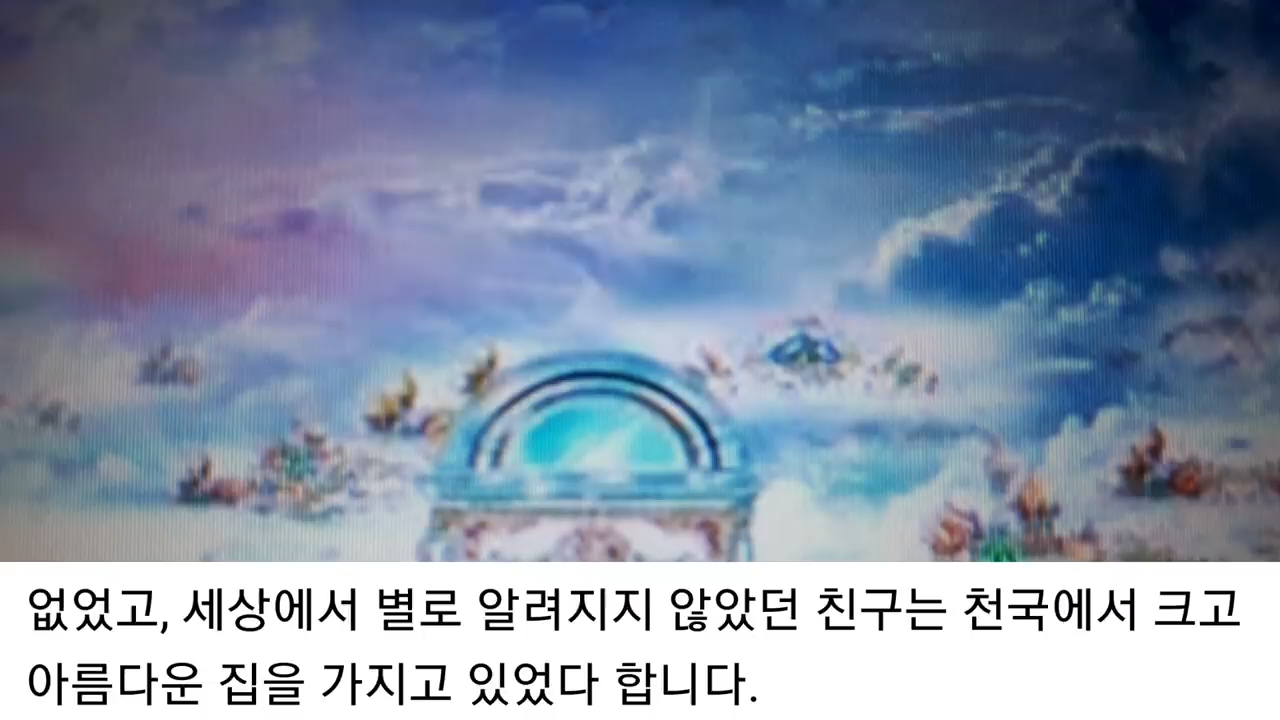 없었고, 세상에서 별로 알려지지 않았던 친구는 천국에서 크고
아름다운 집을 가지고 있었다 합니다.